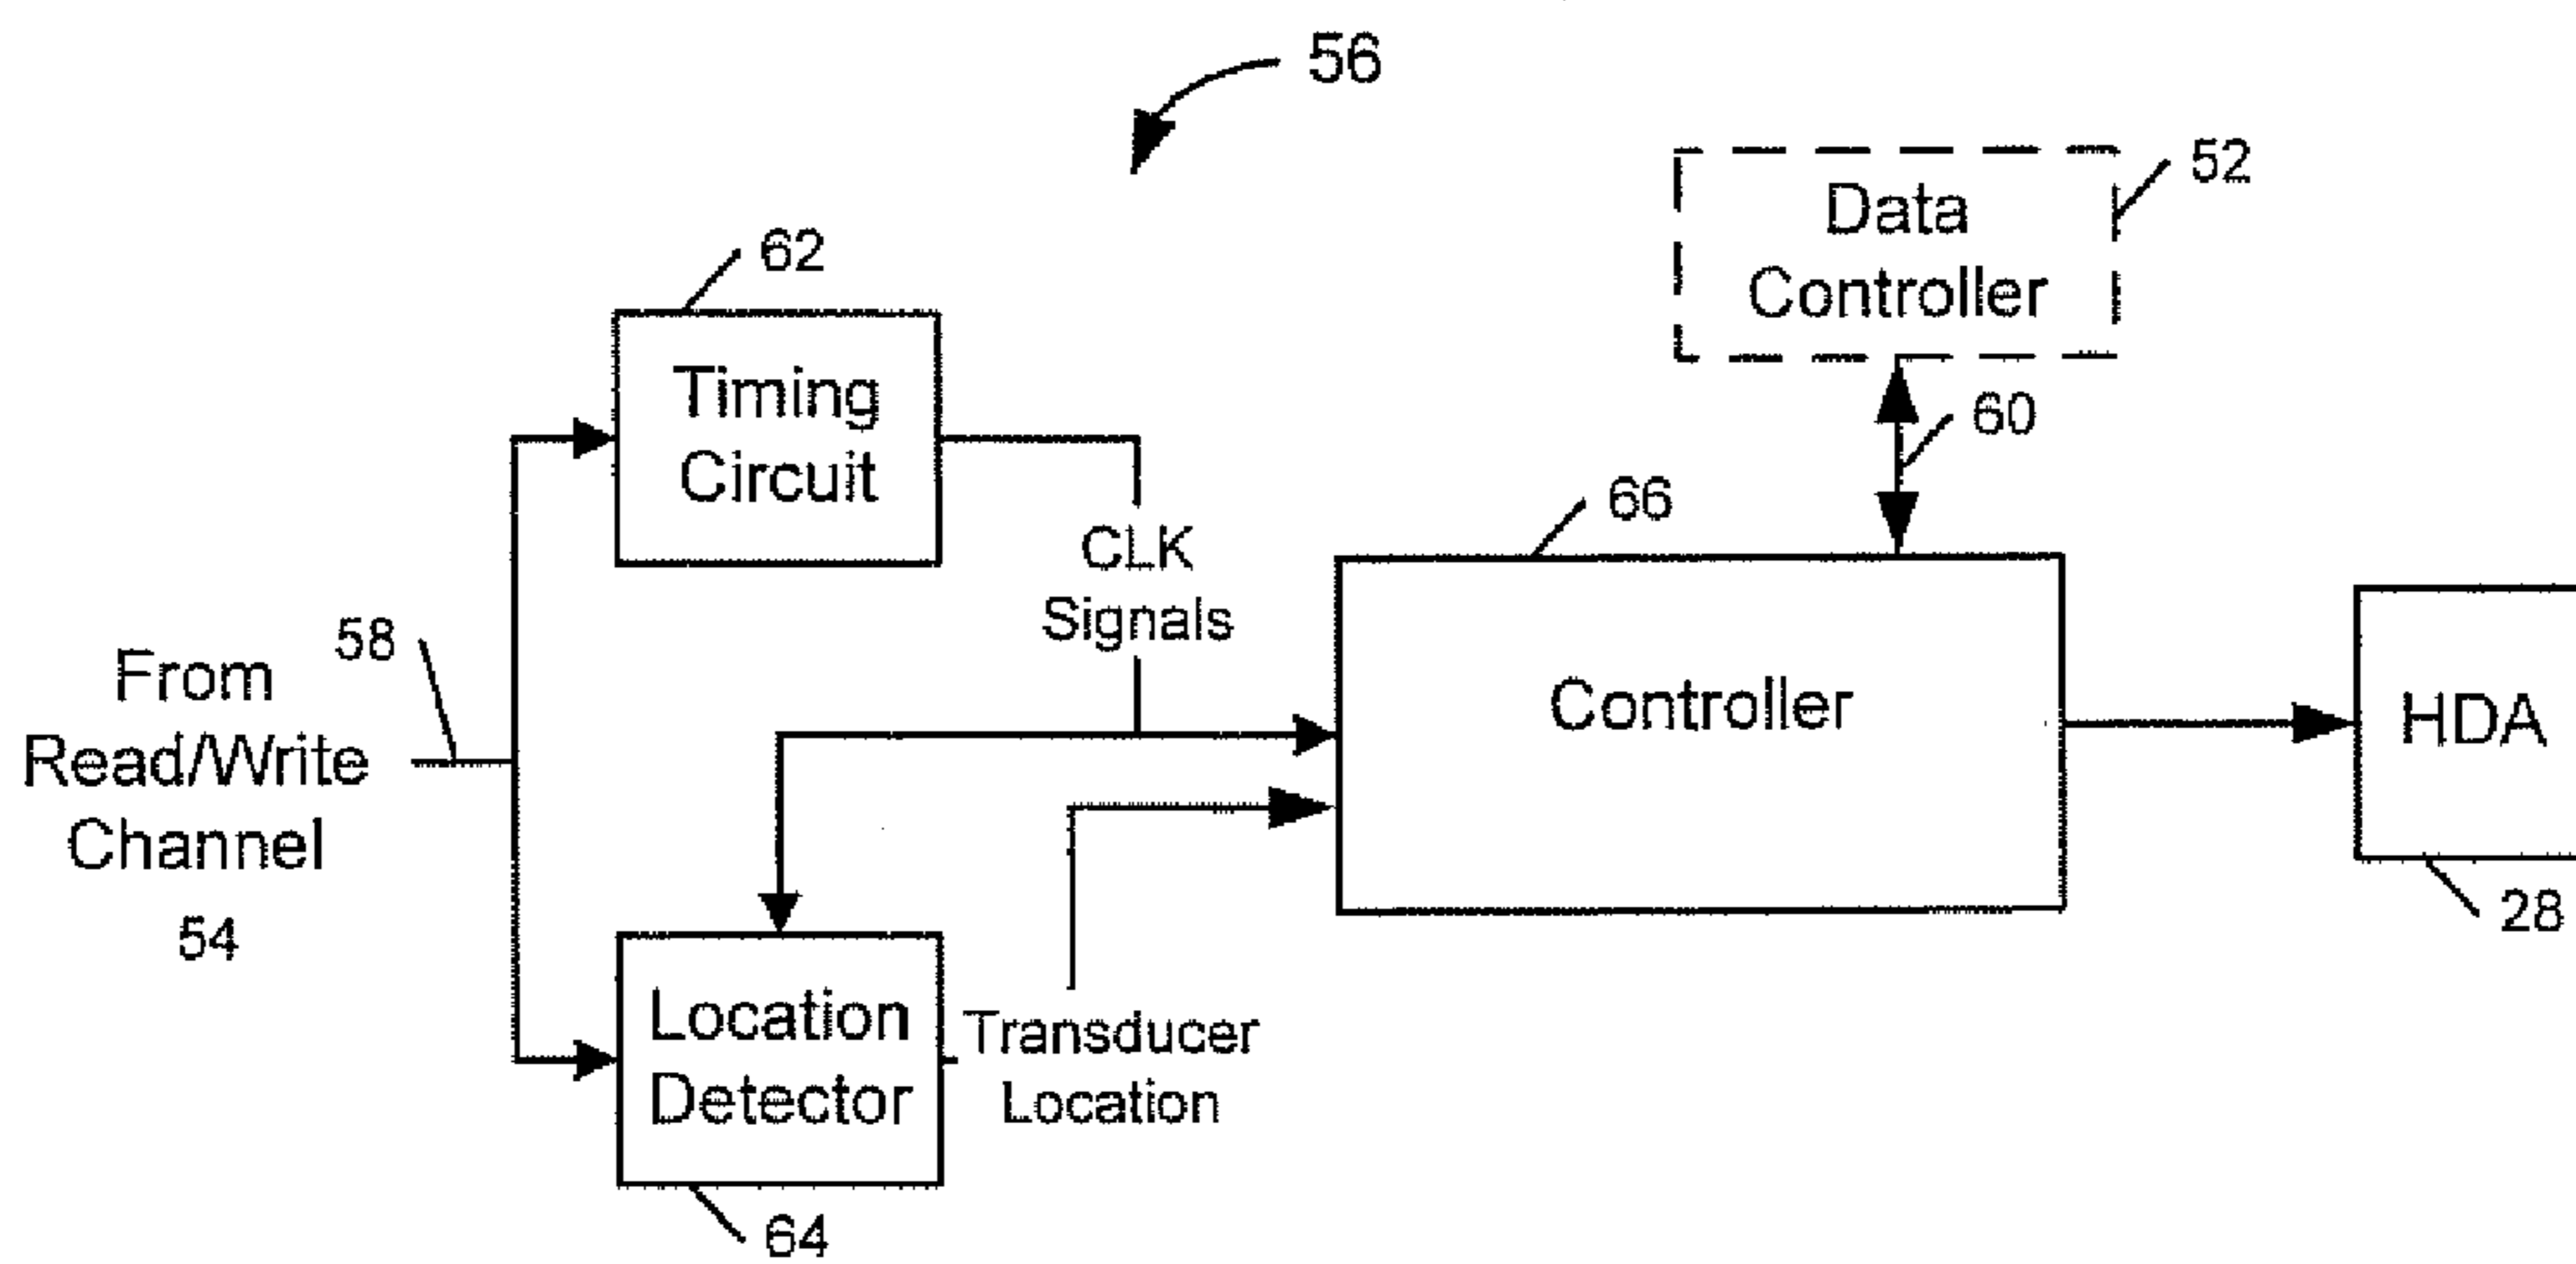 56
52
Data
Controller
62
Timing
Circuit
60
66
CLK
Signals
58
From
Read/Write
Channel
54
Controller
HDA
28
Location
Detector
Transducer
Location
64